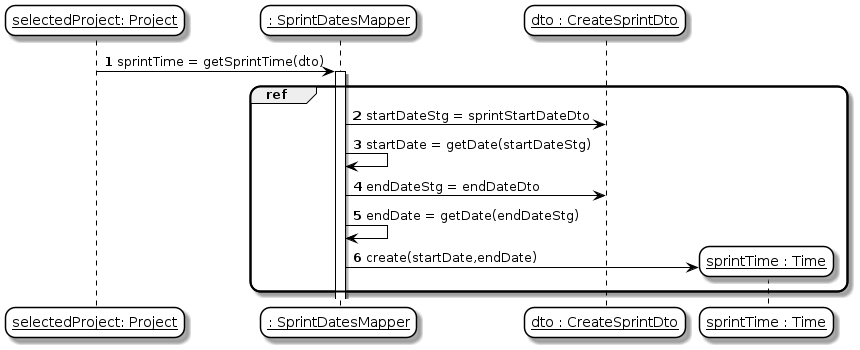 selectedProject: Project
: SprintDatesMapper
dto : CreateSprintDto
1 sprintTime = getSprintTime(dto)
ref
2 startDateStg = sprintStartDateDto
3 startDate = getDate(startDateStg)
4 endDateStg = endDateDto
5 endDate = getDate(endDateStg)
6 create(startDate,endDate)
sprintTime : Time
selectedProject: Project
: SprintDatesMapper
dto : CreateSprintDto
sprintTime : Time